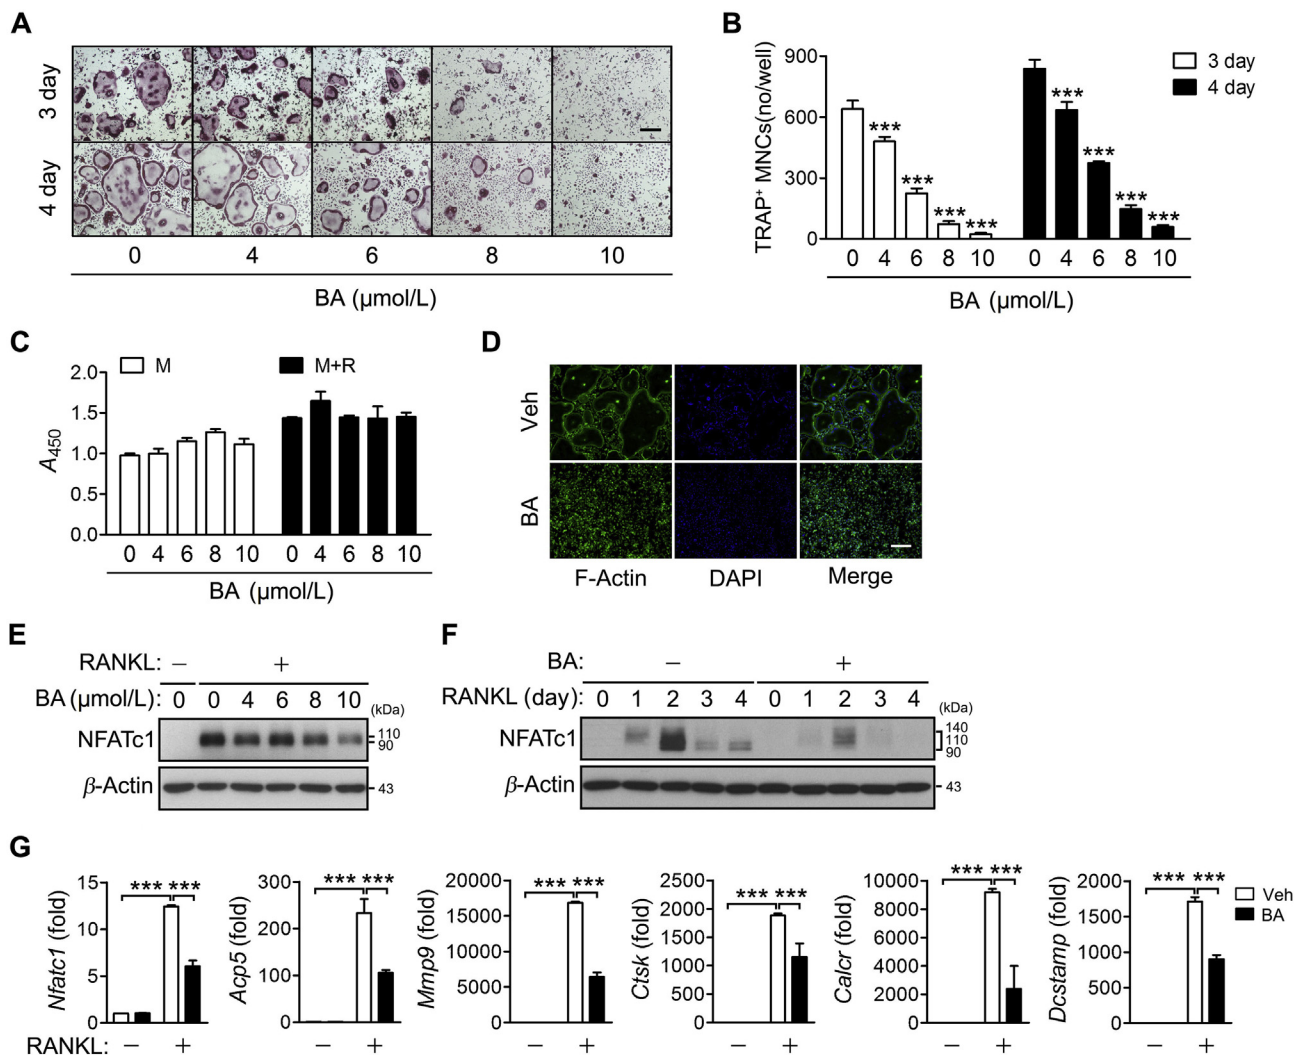 A
3 day
4 day
0 4 6 8 10
BA (µmol/L)
B
TRAP⁺ MNCs(no/well)
900
600
300
0
3 day
4 day
*** *** *** ***
*** *** *** ***
0 4 6 8 10 0 4 6 8 10
BA (µmol/L)
C
M M+R
A450
2.0
1.5
1.0
0.5
0.0
0 4 6 8 10 0 4 6 8 10
BA (µmol/L)
D
Veh
BA
F-Actin DAPI Merge
E
RANKL: − +
BA (µmol/L): 0 0 4 6 8 10
(kDa)
NFATc1
110
90
β-Actin
43
F
BA: − +
RANKL (day): 0 1 2 3 4 0 1 2 3 4
(kDa)
NFATc1
140
110
90
β-Actin
43
G
Nfatc1 (fold)
15
10
5
0
*** ***
Acp5 (fold)
300
200
100
0
*** ***
Mmp9 (fold)
20000
15000
10000
5000
0
*** ***
Ctsk (fold)
2500
2000
1500
1000
500
0
*** ***
Calcr (fold)
10000
8000
6000
4000
2000
0
*** ***
Dcstamp (fold)
2000
1500
1000
500
0
*** ***
Veh
BA
RANKL: − + − + − + − + − + − +